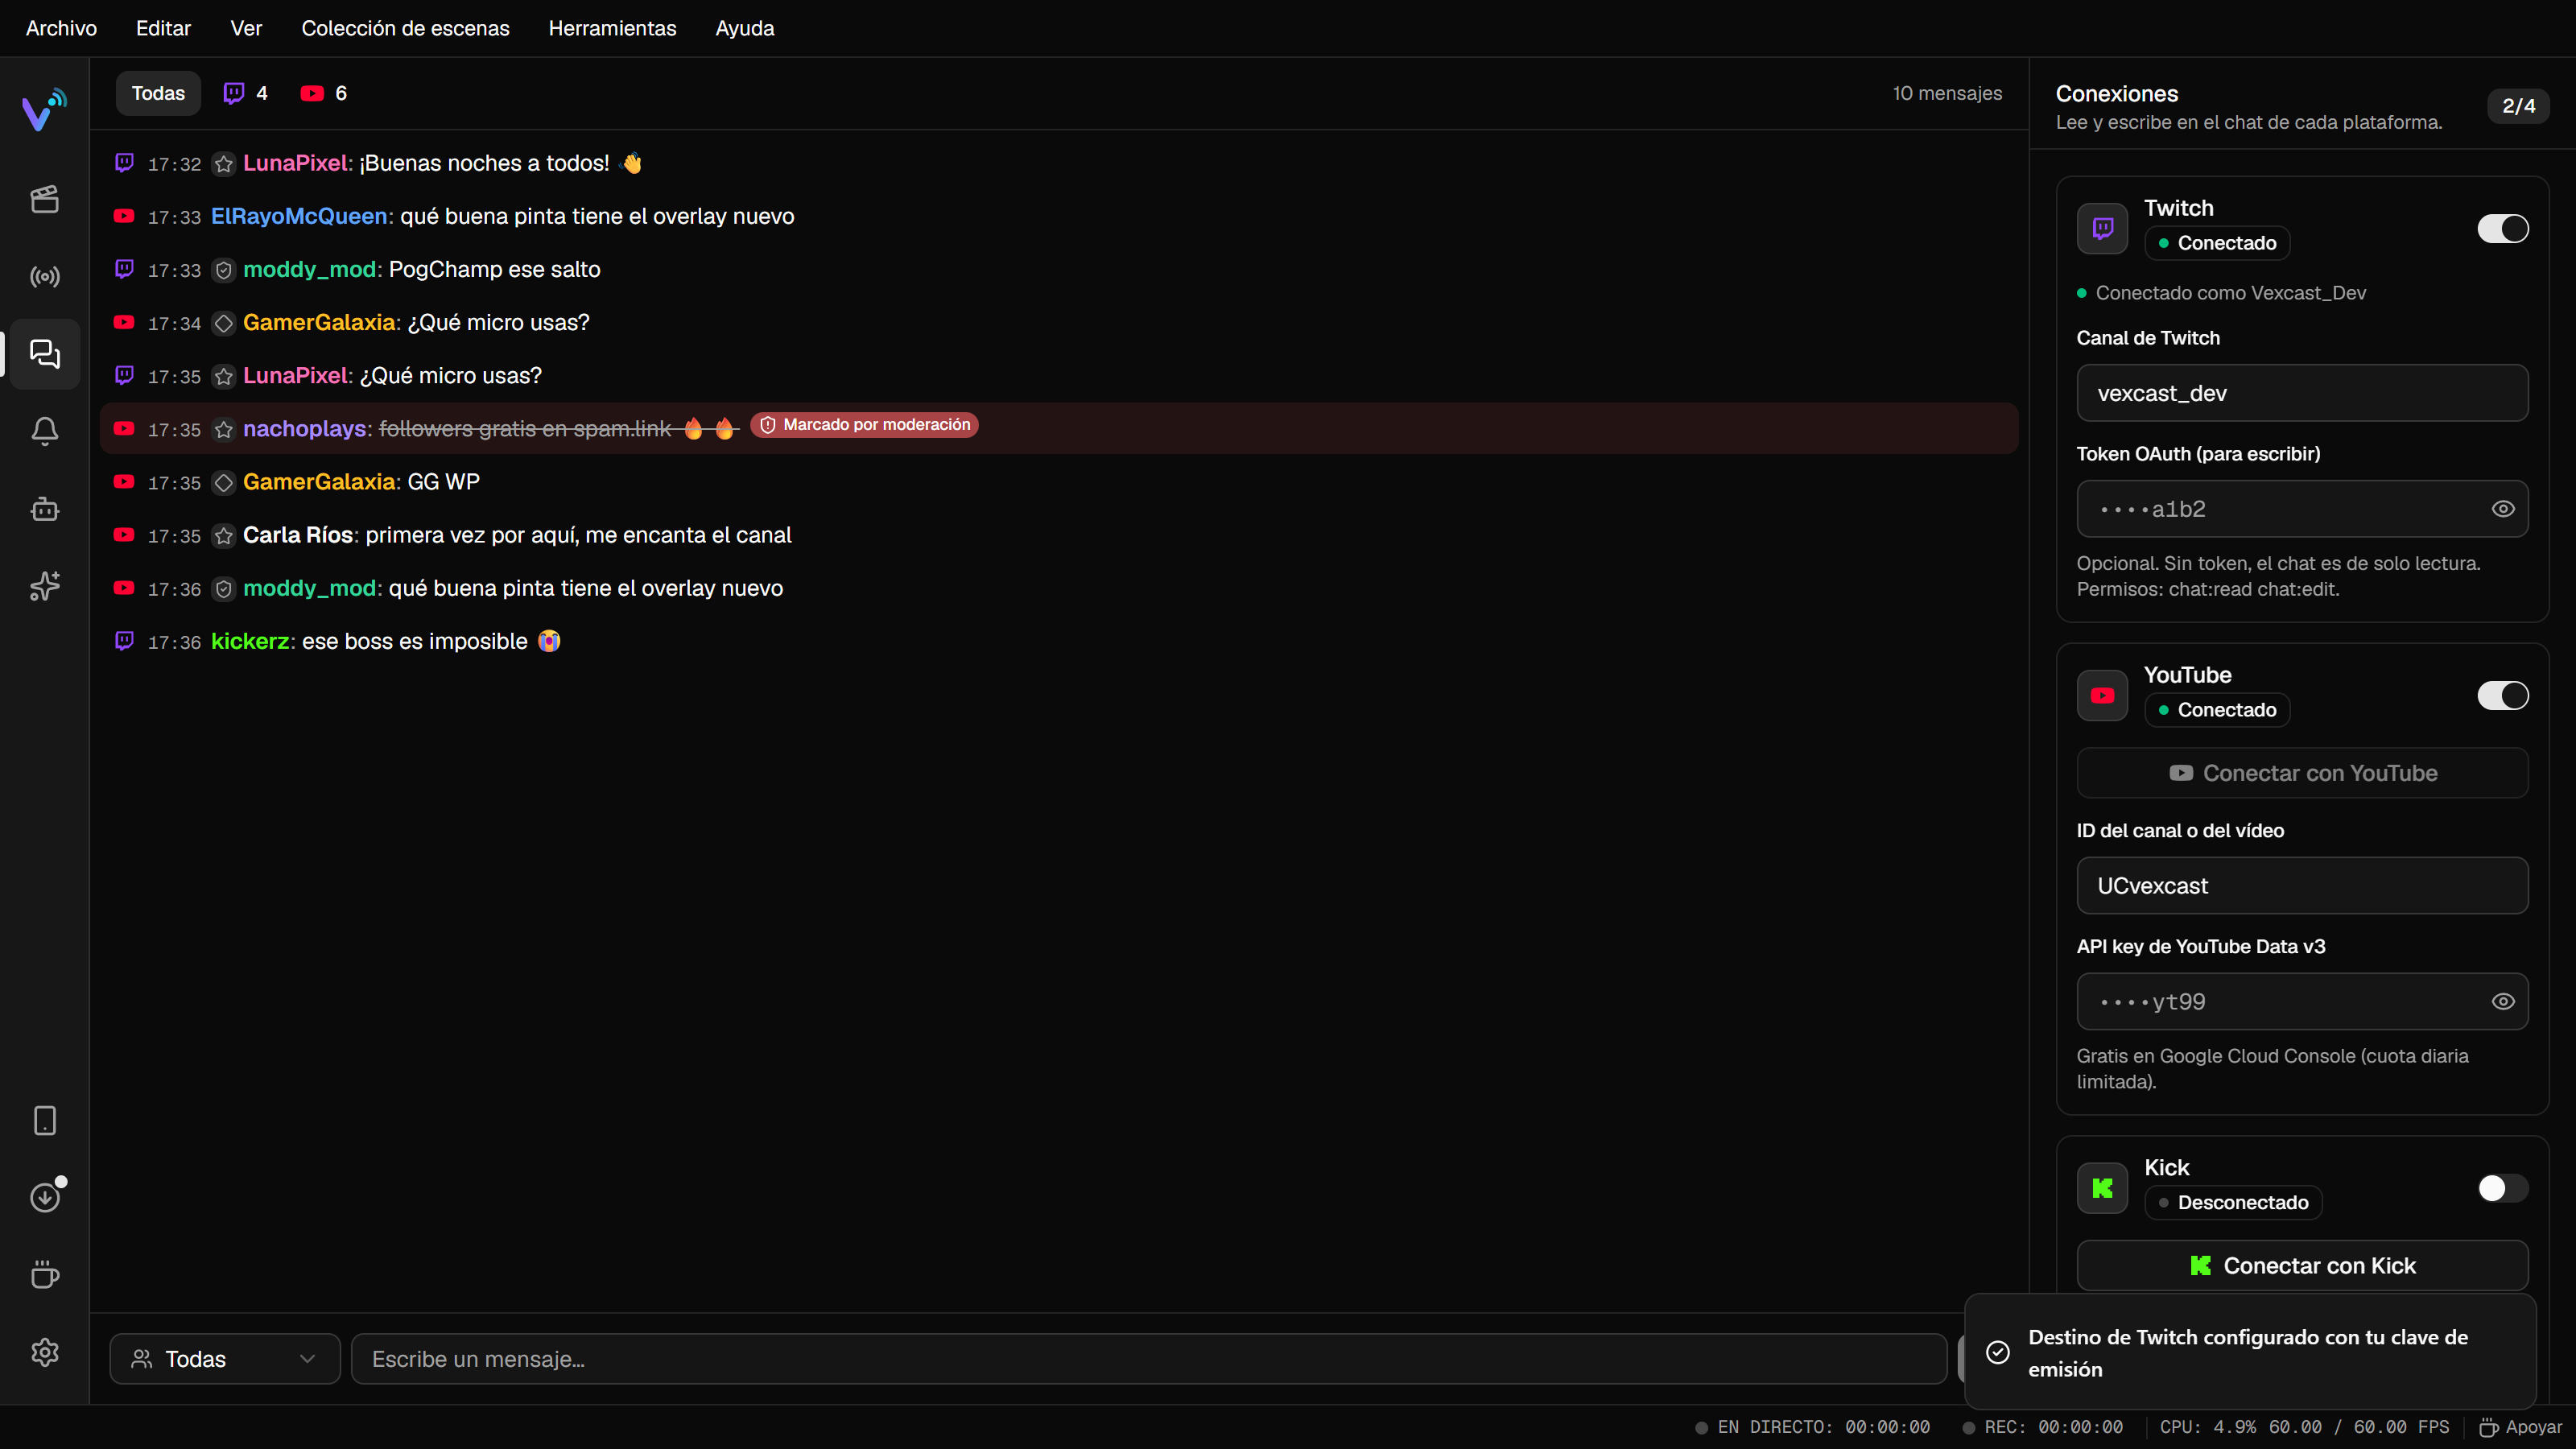 Archivo Editar Ver Colección de escenas Herramientas Ayuda
Todas 4 6 10 mensajes
17:32 LunaPixel: ¡Buenas noches a todos! 👋
17:33 ElRayoMcQueen: qué buena pinta tiene el overlay nuevo
17:33 moddy_mod: PogChamp ese salto
17:34 GamerGalaxia: ¿Qué micro usas?
17:35 LunaPixel: ¿Qué micro usas?
17:35 nachoplays: followers gratis en spam.link 🔥 🔥 Marcado por moderación
17:35 GamerGalaxia: GG WP
17:35 Carla Ríos: primera vez por aquí, me encanta el canal
17:36 moddy_mod: qué buena pinta tiene el overlay nuevo
17:36 kickerz: ese boss es imposible 😭
Todas
Escribe un mensaje...
Conexiones
2/4
Lee y escribe en el chat de cada plataforma.
Twitch
Conectado
Conectado como Vexcast_Dev
Canal de Twitch
vexcast_dev
Token OAuth (para escribir)
••••a1b2
Opcional. Sin token, el chat es de solo lectura.
Permisos: chat:read chat:edit.
YouTube
Conectado
Conectar con YouTube
ID del canal o del vídeo
UCvexcast
API key de YouTube Data v3
••••yt99
Gratis en Google Cloud Console (cuota diaria
limitada).
Kick
Desconectado
Conectar con Kick
Destino de Twitch configurado con tu clave de
emisión
EN DIRECTO: 00:00:00 REC: 00:00:00 CPU: 4.9% 60.00 / 60.00 FPS Apoyar